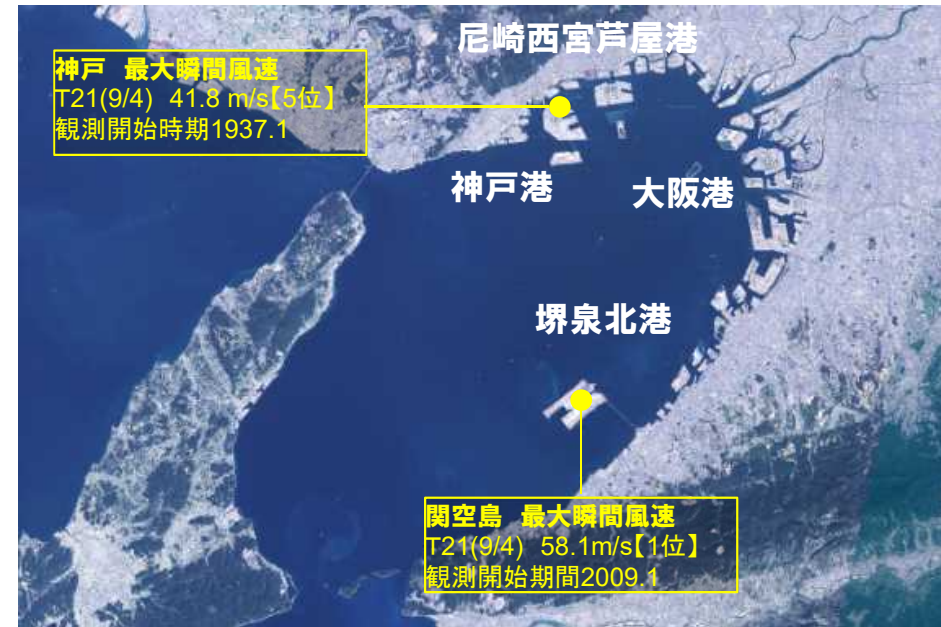 尼崎西宮芦屋港
神戸 最大瞬間風速
T21(9/4) 41.8 m/s【5位】
観測開始時期1937.1
神戸港
大阪港
堺泉北港
関空島 最大瞬間風速
T21(9/4) 58.1m/s【1位】
観測開始期間2009.1